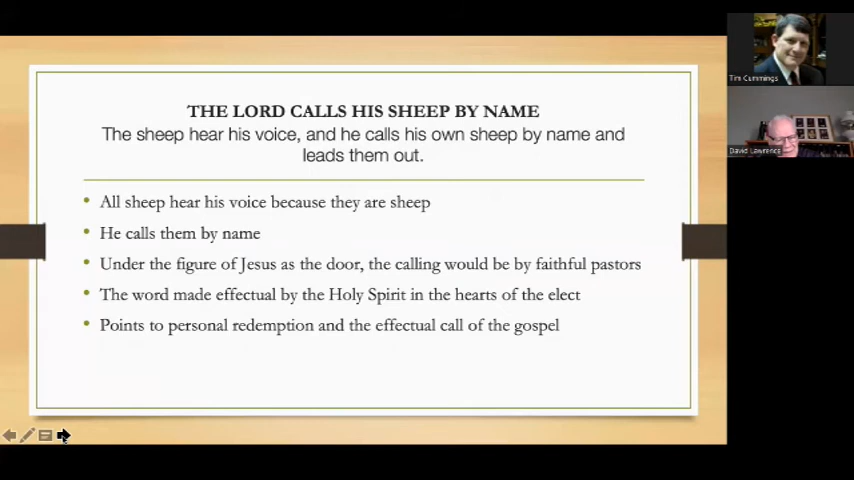 THE LORD CALLS HIS SHEEP BY NAME
The sheep hear his voice, and he calls his own sheep by name and
leads them out.
• All sheep hear his voice because they are sheep
• He calls them by name
• Under the figure of Jesus as the door, the calling would be by faithful pastors
• The word made effectual by the Holy Spirit in the hearts of the elect
• Points to personal redemption and the effectual call of the gospel
Tim Cummings
David Lawrence